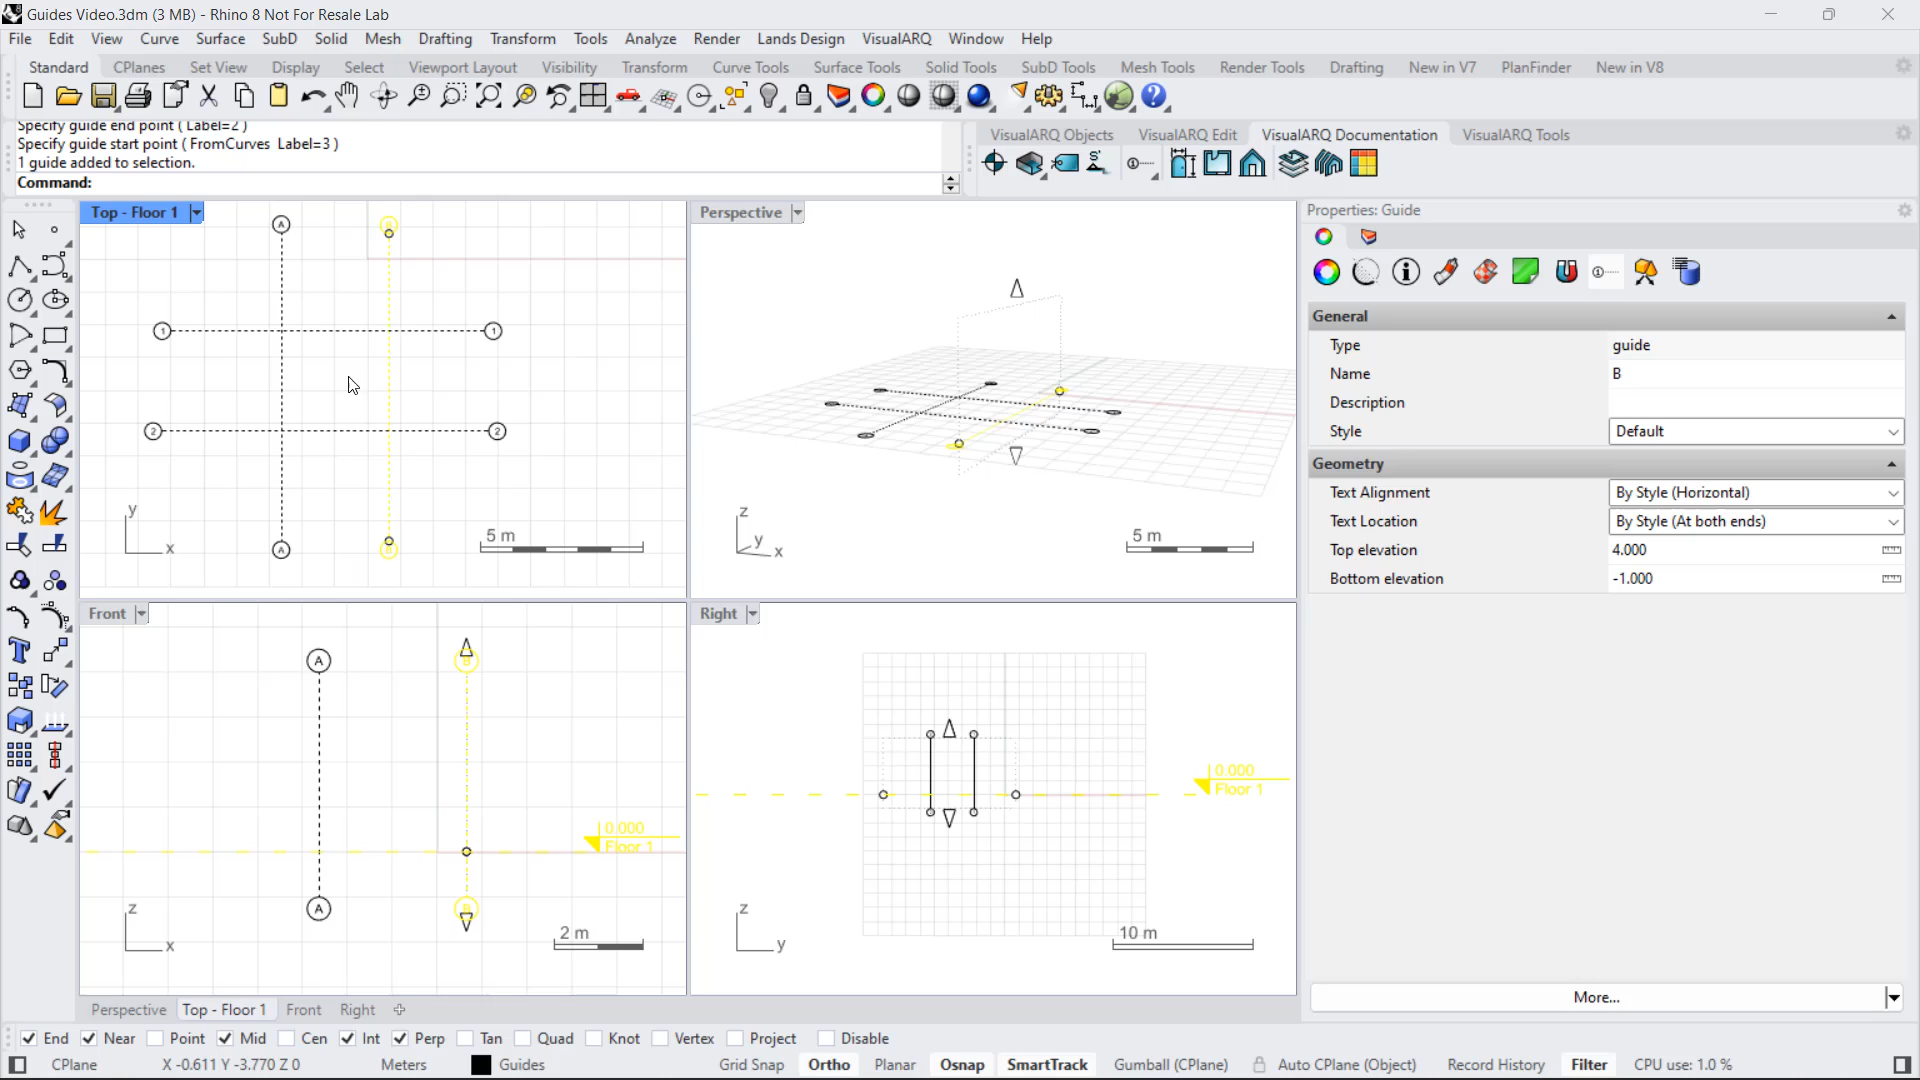 Guides Video.3dm (3 MB) - Rhino 8 Not For Resale Lab
File Edit View Curve Surface SubD Solid Mesh Drafting Transform Tools Analyze Render Lands Design VisualARQ Window Help
Standard CPlanes Set View Display Select Viewport Layout Visibility Transform Curve Tools Surface Tools Solid Tools SubD Tools Mesh Tools Render Tools Drafting New in V7 PlanFinder New in V8
Specify guide end point ( Label=2 )
Specify guide start point ( FromCurves Label=3 )
1 guide added to selection.
Command:
VisualARQ Objects VisualARQ Edit VisualARQ Documentation VisualARQ Tools
Top - Floor 1
A
1 1
2 2
A B
y
x
5 m
Perspective
z
y
x
5 m
Front
A B
0.000
Floor 1
A B
z
x
2 m
Right
0.000
Floor 1
z
y
10 m
Properties: Guide
General
Type guide
Name B
Description
Style Default
Geometry
Text Alignment By Style (Horizontal)
Text Location By Style (At both ends)
Top elevation 4.000
Bottom elevation -1.000
More...
Perspective Top - Floor 1 Front Right
End Near Point Mid Cen Int Perp Tan Quad Knot Vertex Project Disable
CPlane X -0.611 Y -3.770 Z 0 Meters Guides Grid Snap Ortho Planar Osnap SmartTrack Gumball (CPlane) Auto CPlane (Object) Record History Filter CPU use: 1.0 %